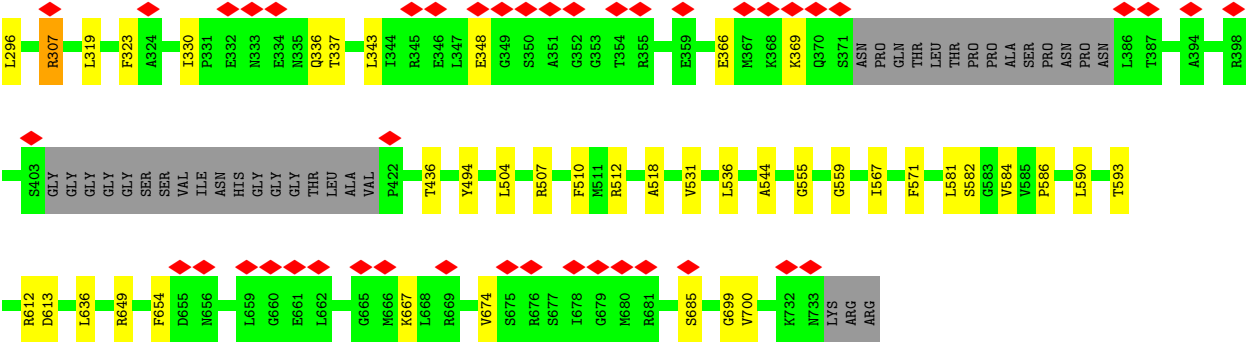 L296 R307 L319 F323 A324 I330 P331 E332 N333 E334 N335 Q336 T337 L343 I344 R345 E346 L347 E348 G349 S350 A351 G352 G353 T354 R355 E359 E366 M367 K368 K369 Q370 S371 ASN PRO GLN THR LEU THR PRO PRO ALA SER PRO ASN PRO ASN L386 T387 A394 R398
S403 GLY GLY GLY GLY GLY SER SER VAL ILE ASN HIS GLY GLY GLY THR LEU ALA VAL P422 T436 Y494 L504 R507 F510 M511 R512 A518 V531 L536 A544 G555 G559 I567 F571 L581 S582 G583 V584 V585 P586 L590 T593
R612 D613 L636 R649 F654 D655 N656 L659 G660 E661 L662 G665 M666 K667 L668 R669 V674 S675 R676 S677 I678 G679 M680 R681 S685 G699 V700 K732 N733 LYS ARG ARG